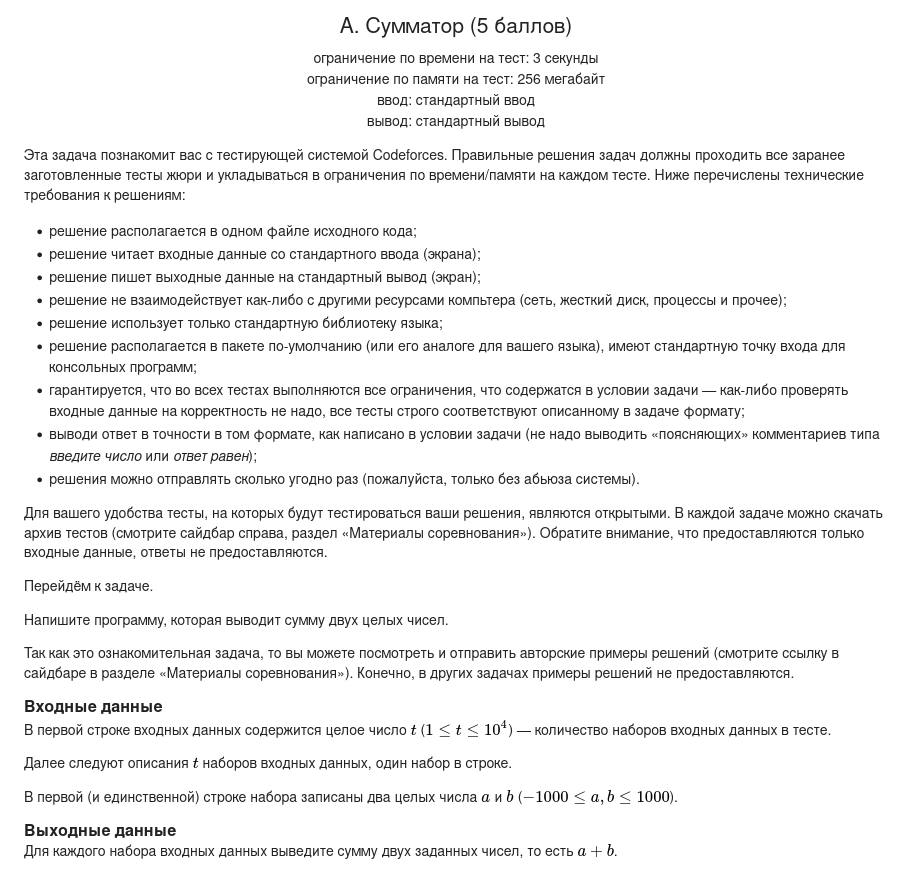 А. Сумматор (5 баллов)
ограничение по времени на тест: 3 секунды
ограничение по памяти на тест: 256 мегабайт
ввод: стандартный ввод
вывод: стандартный вывод
Эта задача познакомит вас с тестирующей системой Codeforces. Правильные решения задач должны проходить все заранее
заготовленные тесты жюри и укладываться в ограничения по времени/памяти на каждом тесте. Ниже перечислены технические
требования к решениям:
• решение располагается в одном файле исходного кода;
• решение читает входные данные со стандартного ввода (экрана);
• решение пишет выходные данные на стандартный вывод (экран);
• решение не взаимодействует как-либо с другими ресурсами компьтера (сеть, жесткий диск, процессы и прочее);
• решение использует только стандартную библиотеку языка;
• решение располагается в пакете по-умолчанию (или его аналоге для вашего языка), имеют стандартную точку входа для
консольных программ;
• гарантируется, что во всех тестах выполняются все ограничения, что содержатся в условии задачи — как-либо проверять
входные данные на корректность не надо, все тесты строго соответствуют описанному в задаче формату;
• выводи ответ в точности в том формате, как написано в условии задачи (не надо выводить «поясняющих» комментариев типа
введите число или ответ равен);
• решения можно отправлять сколько угодно раз (пожалуйста, только без абьюза системы).
Для вашего удобства тесты, на которых будут тестироваться ваши решения, являются открытыми. В каждой задаче можно скачать
архив тестов (смотрите сайдбар справа, раздел «Материалы соревнования»). Обратите внимание, что предоставляются только
входные данные, ответы не предоставляются.
Перейдём к задаче.
Напишите программу, которая выводит сумму двух целых чисел.
Так как это ознакомительная задача, то вы можете посмотреть и отправить авторские примеры решений (смотрите ссылку в
сайдбаре в разделе «Материалы соревнования»). Конечно, в других задачах примеры решений не предоставляются.
Входные данные
В первой строке входных данных содержится целое число t (1 ≤ t ≤ 10⁴) — количество наборов входных данных в тесте.
Далее следуют описания t наборов входных данных, один набор в строке.
В первой (и единственной) строке набора записаны два целых числа a и b (−1000 ≤ a, b ≤ 1000).
Выходные данные
Для каждого набора входных данных выведите сумму двух заданных чисел, то есть a + b.